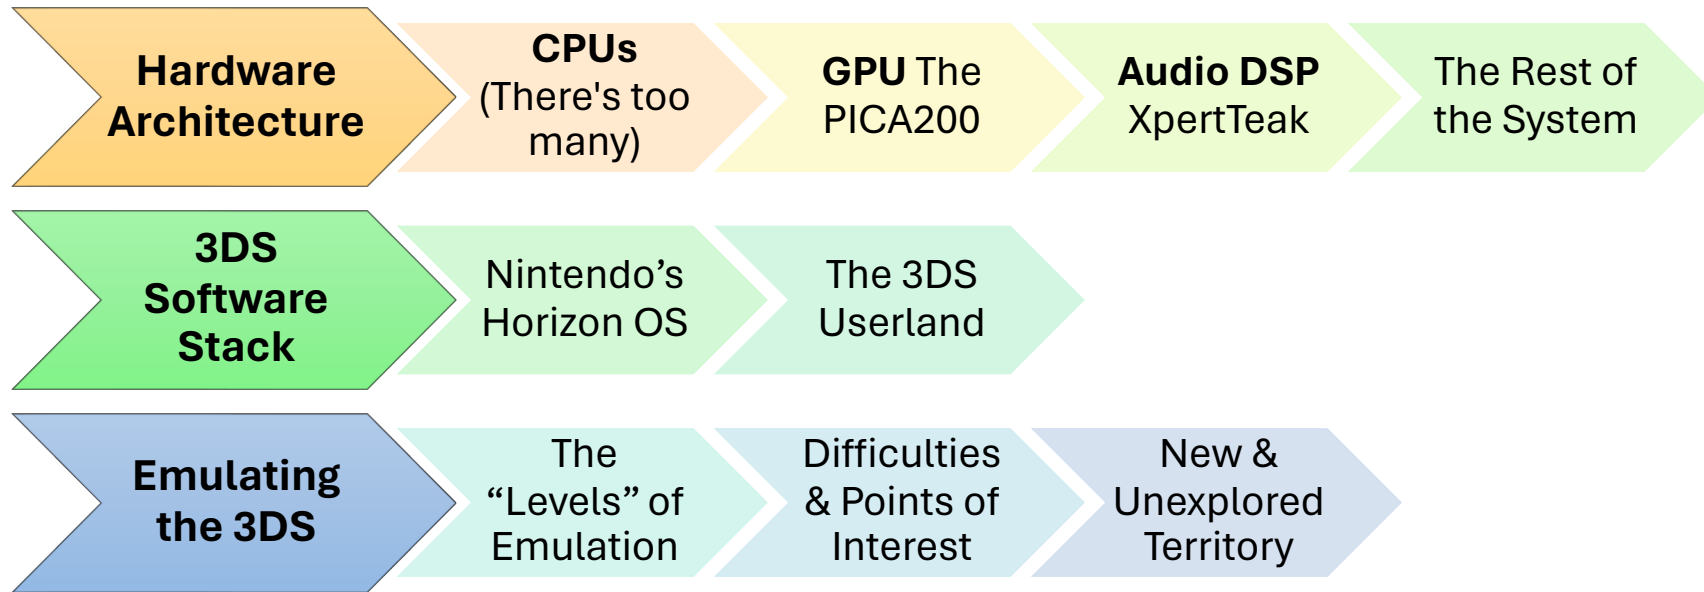 Hardware
Architecture
CPUs
(There's too
many)
GPU The
PICA200
Audio DSP
XpertTeak
The Rest of
the System
3DS
Software
Stack
Nintendo’s
Horizon OS
The 3DS
Userland
Emulating
the 3DS
The
“Levels” of
Emulation
Difficulties
& Points of
Interest
New &
Unexplored
Territory